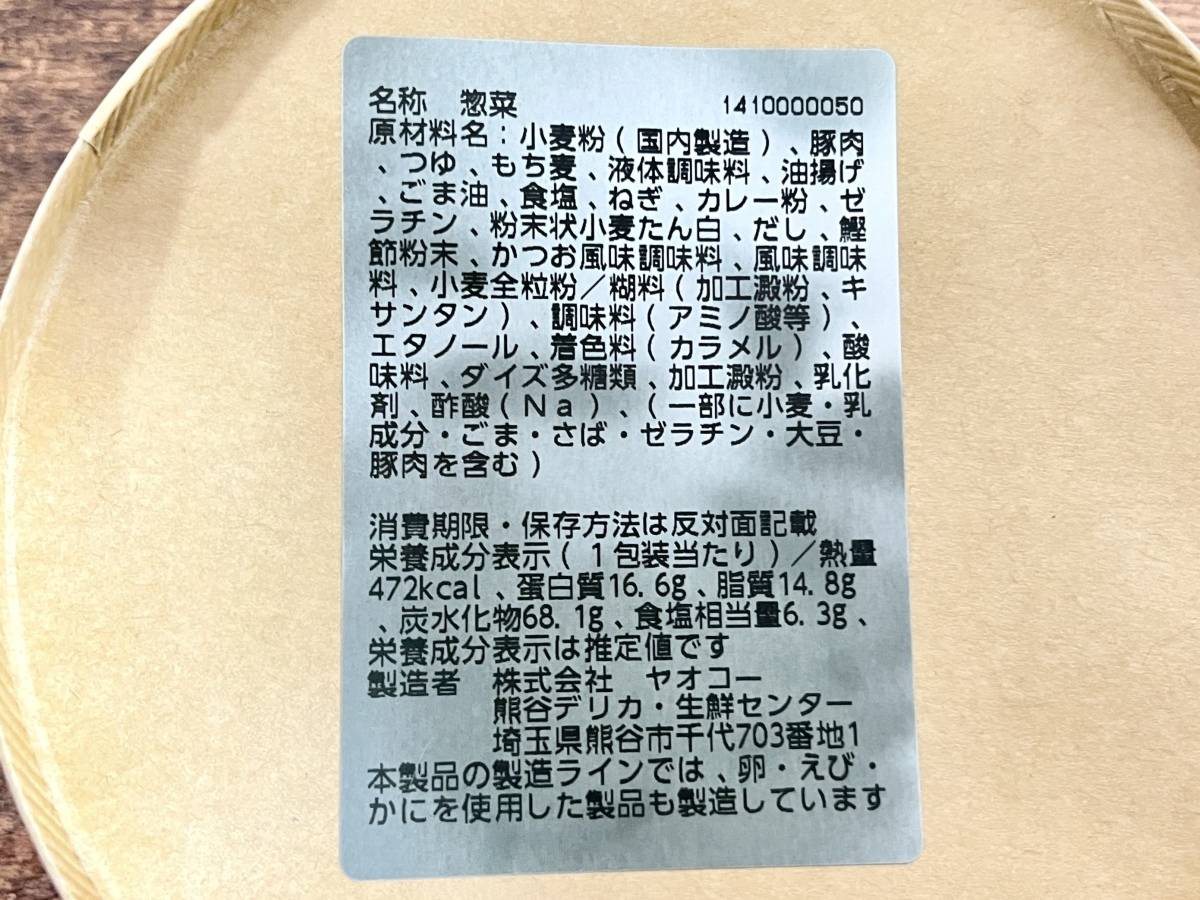 名称 惣菜 1410000050
原材料名:小麦粉(国内製造)、豚肉
、つゆ、もち麦、液体調味料、油揚げ
、ごま油、食塩、ねぎ、カレー粉、ゼ
ラチン、粉末状小麦たん白、だし、鰹
節粉末、かつお風味調味料、風味調味
料、小麦全粒粉/糊料(加工澱粉、キ
サンタン)、調味料(アミノ酸等)、
エタノール、着色料(カラメル)、酸
味料、ダイズ多糖類、加工澱粉、乳化
剤、酢酸(Na)、(一部に小麦・乳
成分・ごま・さば・ゼラチン・大豆・
豚肉を含む)
消費期限・保存方法は反対面記載
栄養成分表示(1包装当たり)/熱量
472kcal、蛋白質16.6g、脂質14.8g
、炭水化物68.1g、食塩相当量6.3g、
栄養成分表示は推定値です
製造者 株式会社 ヤオコー
熊谷デリカ・生鮮センター
埼玉県熊谷市千代703番地1
本製品の製造ラインでは、卵・えび・
かにを使用した製品も製造しています